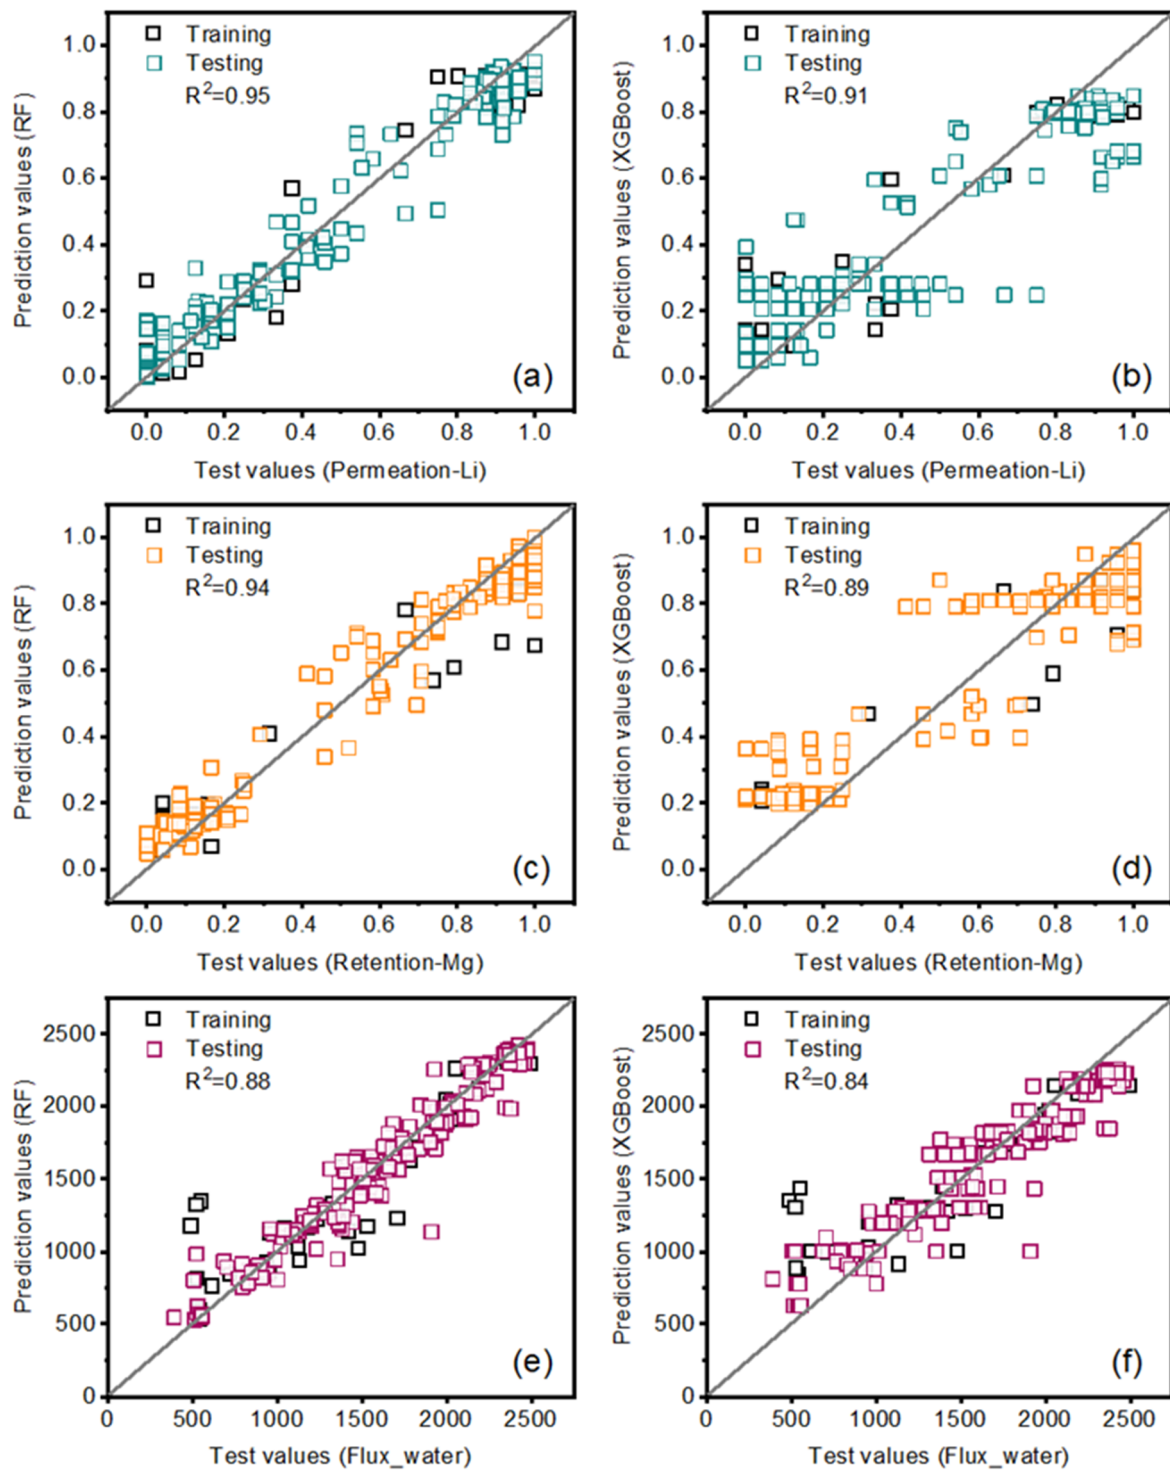 Training
Testing
R²=0.95
1.0
0.8
0.6
0.4
0.2
0.0
Prediction values (RF)
(a)
0.0 0.2 0.4 0.6 0.8 1.0
Test values (Permeation-Li)
Training
Testing
R²=0.91
1.0
0.8
0.6
0.4
0.2
0.0
Prediction values (XGBoost)
(b)
0.0 0.2 0.4 0.6 0.8 1.0
Test values (Permeation-Li)
Training
Testing
R²=0.94
1.0
0.8
0.6
0.4
0.2
0.0
Prediction values (RF)
(c)
0.0 0.2 0.4 0.6 0.8 1.0
Test values (Retention-Mg)
Training
Testing
R²=0.89
1.0
0.8
0.6
0.4
0.2
0.0
Prediction values (XGBoost)
(d)
0.0 0.2 0.4 0.6 0.8 1.0
Test values (Retention-Mg)
Training
Testing
R²=0.88
2500
2000
1500
1000
500
0
Prediction values (RF)
(e)
0 500 1000 1500 2000 2500
Test values (Flux_water)
Training
Testing
R²=0.84
2500
2000
1500
1000
500
0
Prediction values (XGBoost)
(f)
0 500 1000 1500 2000 2500
Test values (Flux_water)